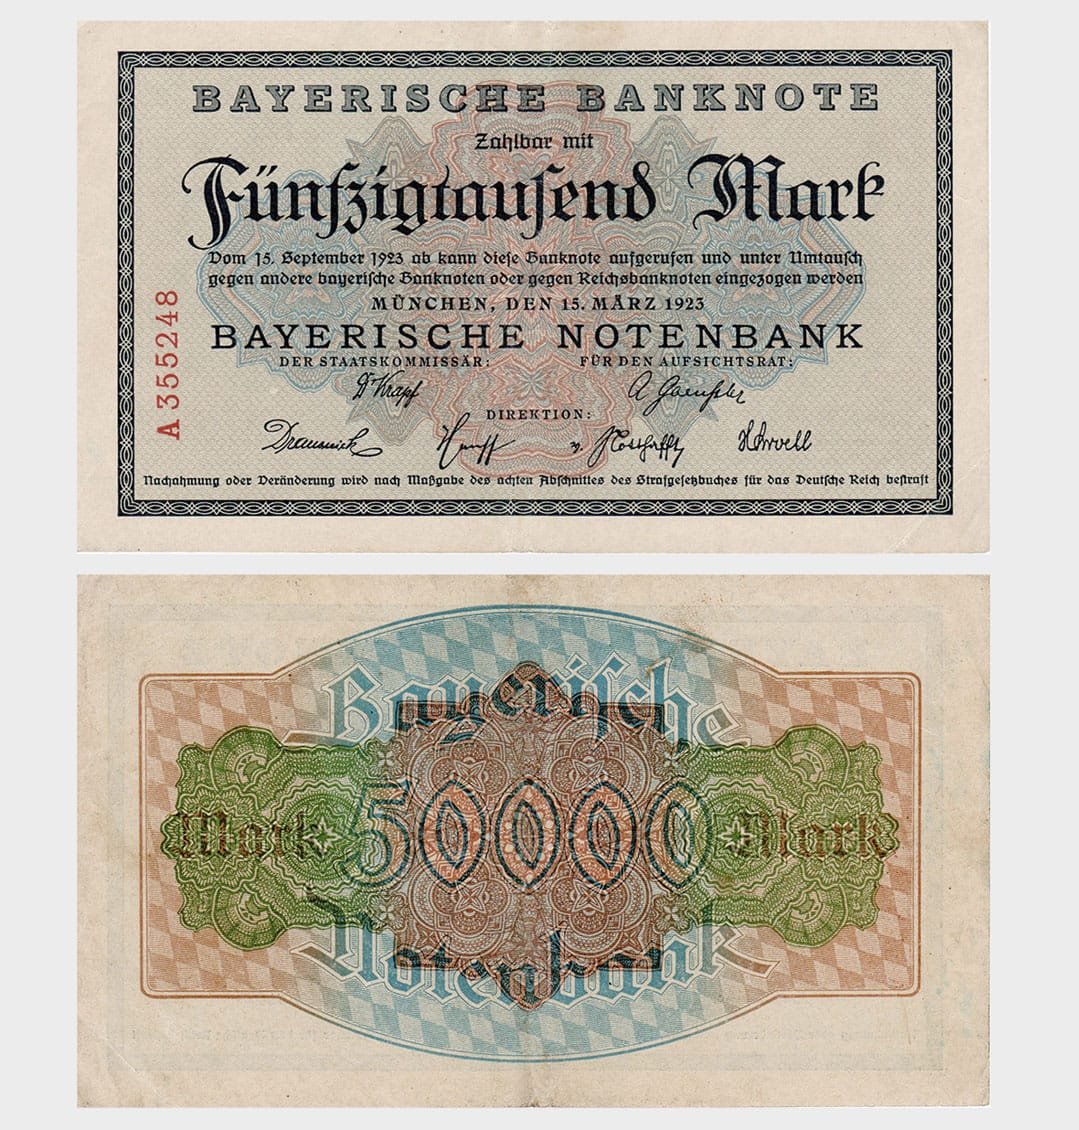 BAYERISCHE BANKNOTE
Zahlbar mit
Fünfzigtausend Mark
Vom 15. September 1923 ab kann diese Banknote aufgerufen und unter Umtausch
gegen andere bayerische Banknoten oder gegen Reichsbanknoten eingezogen werden
MÜNCHEN, DEN 15. MÄRZ 1923
BAYERISCHE NOTENBANK
DER STAATSKOMMISSÄR: FÜR DEN AUFSICHTSRAT:
Dr Krapf
DIREKTION:
Nachahmung oder Veränderung wird nach Maßgabe des achten Abschnittes des Strafgesetzbuches für das Deutsche Reich bestraft
A 355248
Bayerische
Mark 50000 Mark
Notenbank